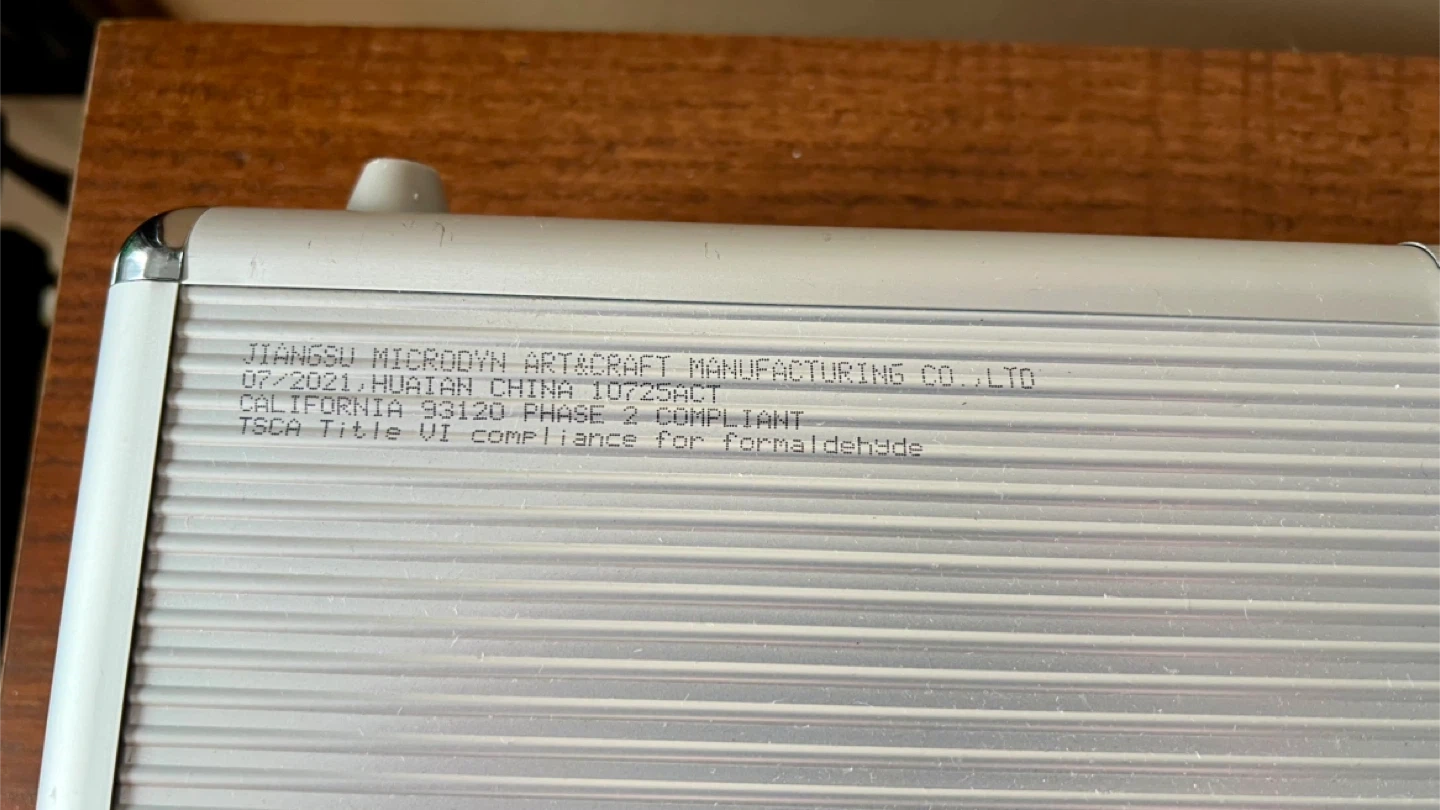 JIANGSU MICRODYN ART&CRAFT MANUFACTURING CO.,LTD
07/2021,HUAIAN CHINA 10725ACT
CALIFORNIA 93120 PHASE 2 COMPLIANT
TSCA Title VI compliance for formaldehyde